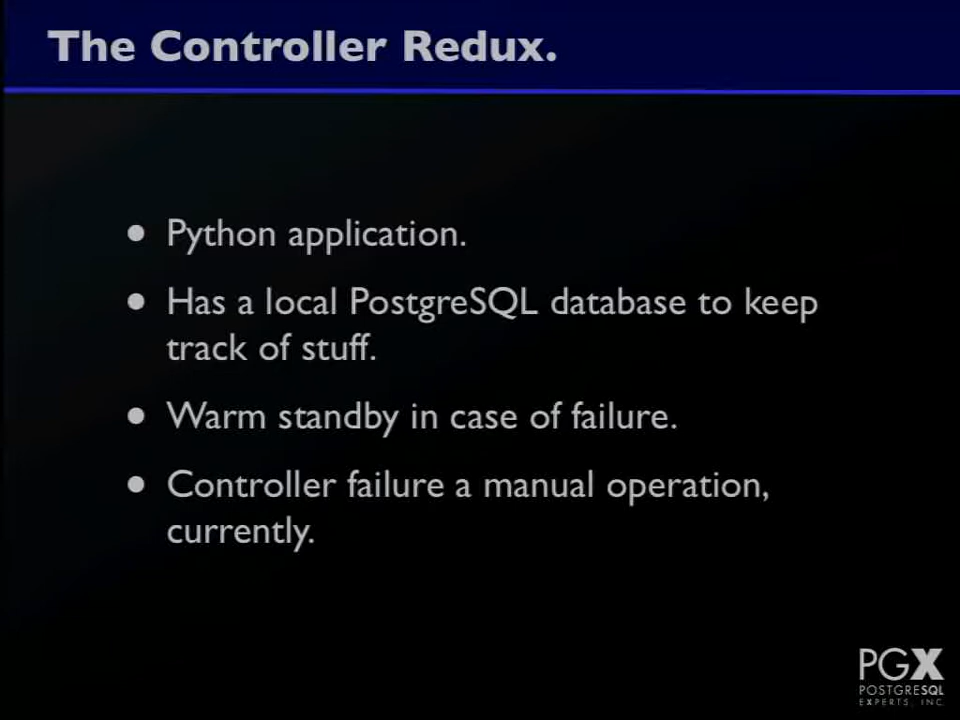 The Controller Redux.
• Python application.
• Has a local PostgreSQL database to keep
track of stuff.
• Warm standby in case of failure.
• Controller failure a manual operation,
currently.
PGX
POSTGRESQL
EXPERTS, INC.